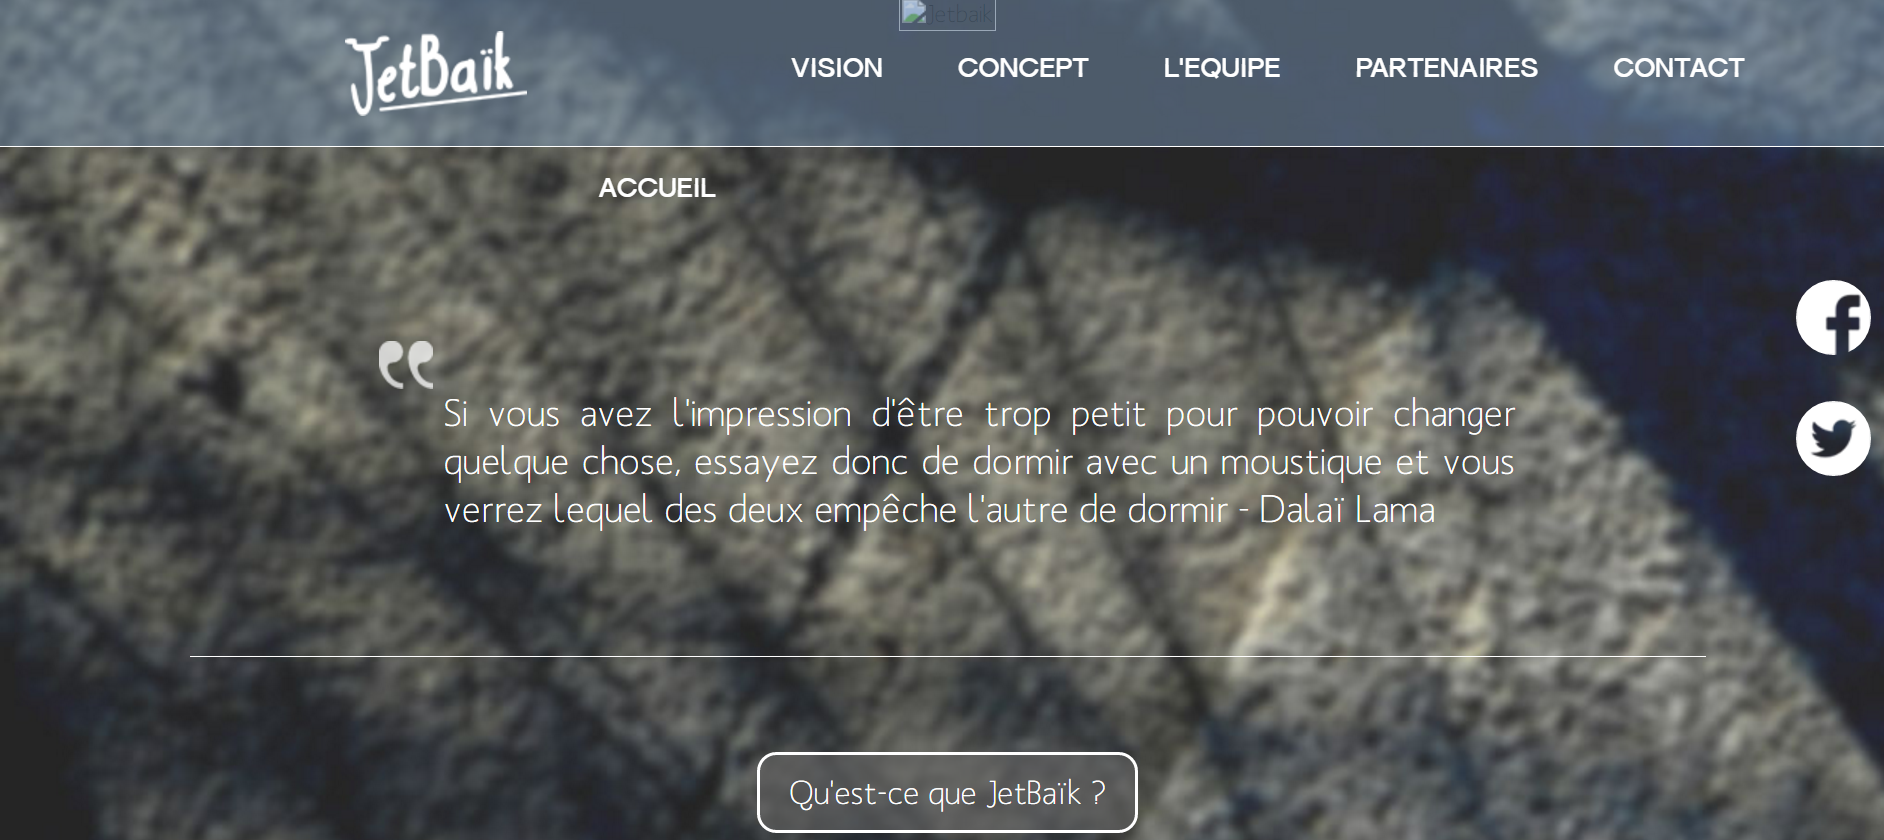 Jetbaik
JetBaïk
VISION CONCEPT L'EQUIPE PARTENAIRES CONTACT
ACCUEIL
Si vous avez l'impression d'être trop petit pour pouvoir changer
quelque chose, essayez donc de dormir avec un moustique et vous
verrez lequel des deux empêche l'autre de dormir - Dalaï Lama
Qu'est-ce que JetBaïk ?